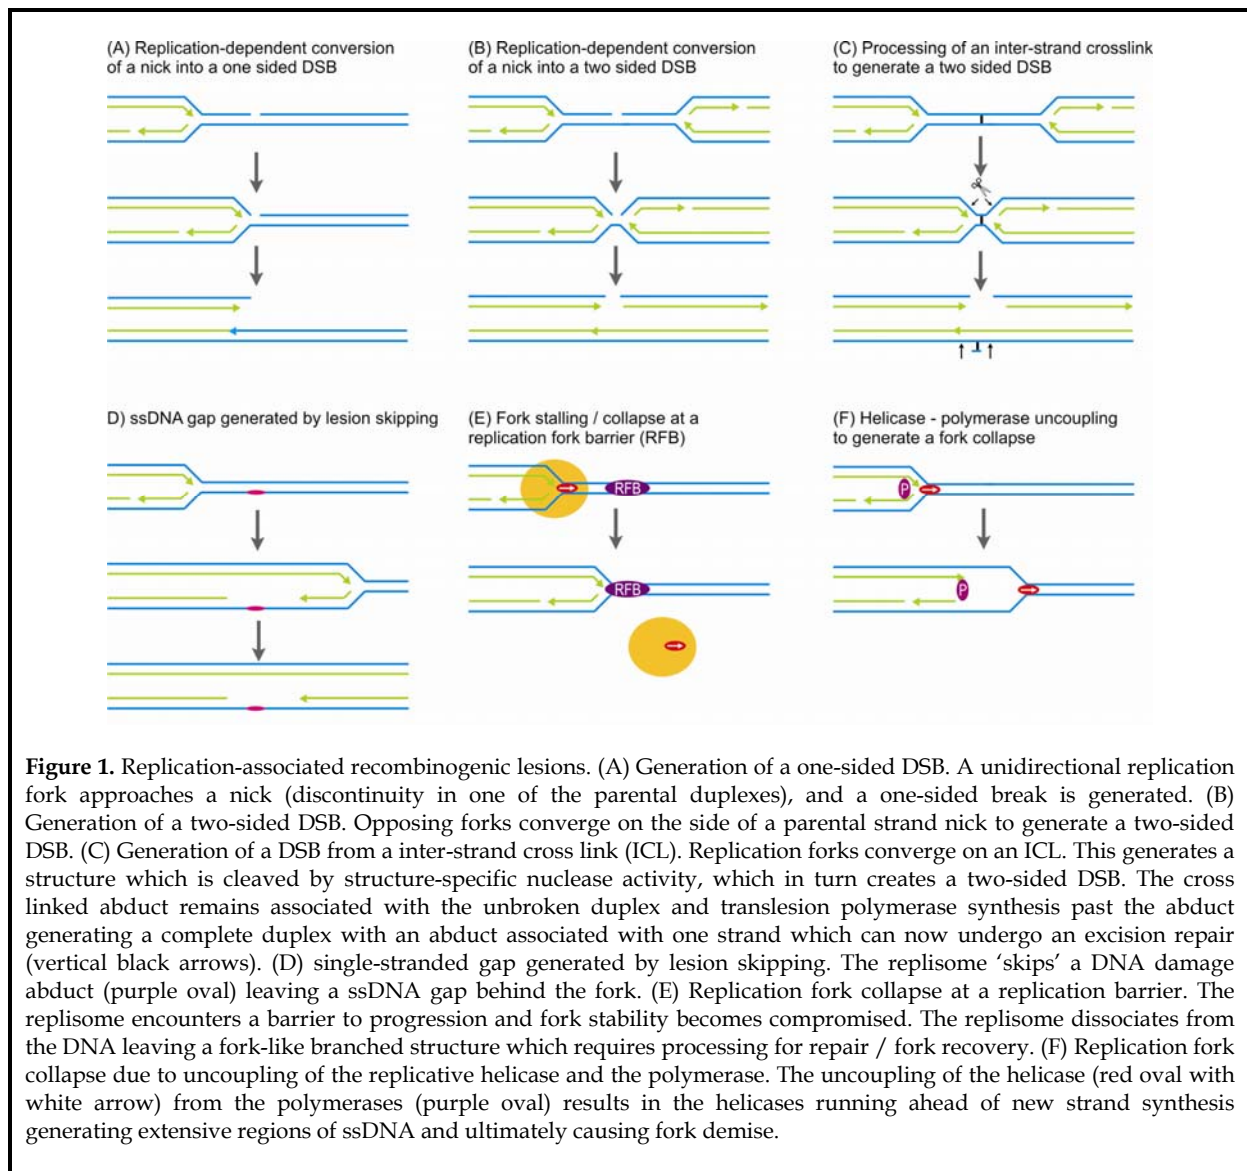 (A) Replication-dependent conversion
of a nick into a one sided DSB
(B) Replication-dependent conversion
of a nick into a two sided DSB
(C) Processing of an inter-strand crosslink
to generate a two sided DSB
D) ssDNA gap generated by lesion skipping
(E) Fork stalling / collapse at a
replication fork barrier (RFB)
(F) Helicase - polymerase uncoupling
to generate a fork collapse
RFB
P
RFB
P
Figure 1. Replication-associated recombinogenic lesions. (A) Generation of a one-sided DSB. A unidirectional replication
fork approaches a nick (discontinuity in one of the parental duplexes), and a one-sided break is generated. (B)
Generation of a two-sided DSB. Opposing forks converge on the side of a parental strand nick to generate a two-sided
DSB. (C) Generation of a DSB from a inter-strand cross link (ICL). Replication forks converge on an ICL. This generates a
structure which is cleaved by structure-specific nuclease activity, which in turn creates a two-sided DSB. The cross
linked abduct remains associated with the unbroken duplex and translesion polymerase synthesis past the abduct
generating a complete duplex with an abduct associated with one strand which can now undergo an excision repair
(vertical black arrows). (D) single-stranded gap generated by lesion skipping. The replisome ‘skips’ a DNA damage
abduct (purple oval) leaving a ssDNA gap behind the fork. (E) Replication fork collapse at a replication barrier. The
replisome encounters a barrier to progression and fork stability becomes compromised. The replisome dissociates from
the DNA leaving a fork-like branched structure which requires processing for repair / fork recovery. (F) Replication fork
collapse due to uncoupling of the replicative helicase and the polymerase. The uncoupling of the helicase (red oval with
white arrow) from the polymerases (purple oval) results in the helicases running ahead of new strand synthesis
generating extensive regions of ssDNA and ultimately causing fork demise.